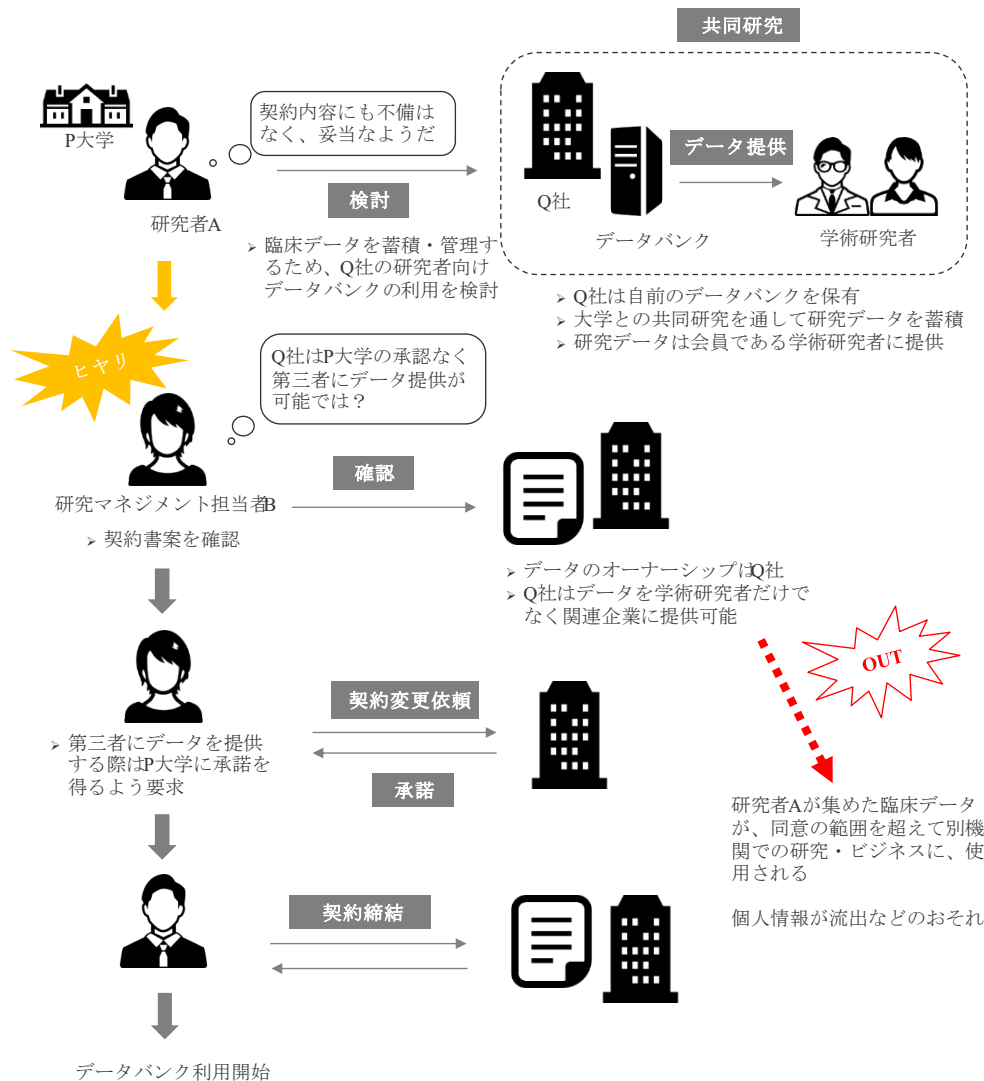 共同研究
P大学
契約内容にも不備は
なく、妥当なようだ
研究者A
検討
➢ 臨床データを蓄積・管理す
るため、Q社の研究者向け
データバンクの利用を検討
Q社
データバンク
データ提供
学術研究者
➢ Q社は自前のデータバンクを保有
➢ 大学との共同研究を通して研究データを蓄積
➢ 研究データは会員である学術研究者に提供
ヒヤリ
Q社はP大学の承認なく
第三者にデータ提供が
可能では？
研究マネジメント担当者B
➢ 契約書案を確認
確認
➢ データのオーナーシップはQ社
➢ Q社はデータを学術研究者だけで
なく関連企業に提供可能
OUT
➢ 第三者にデータを提供
する際はP大学に承諾を
得るよう要求
契約変更依頼
承諾
研究者Aが集めた臨床データ
が、同意の範囲を超えて別機
関での研究・ビジネスに、使
用される
個人情報が流出などのおそれ
契約締結
データバンク利用開始